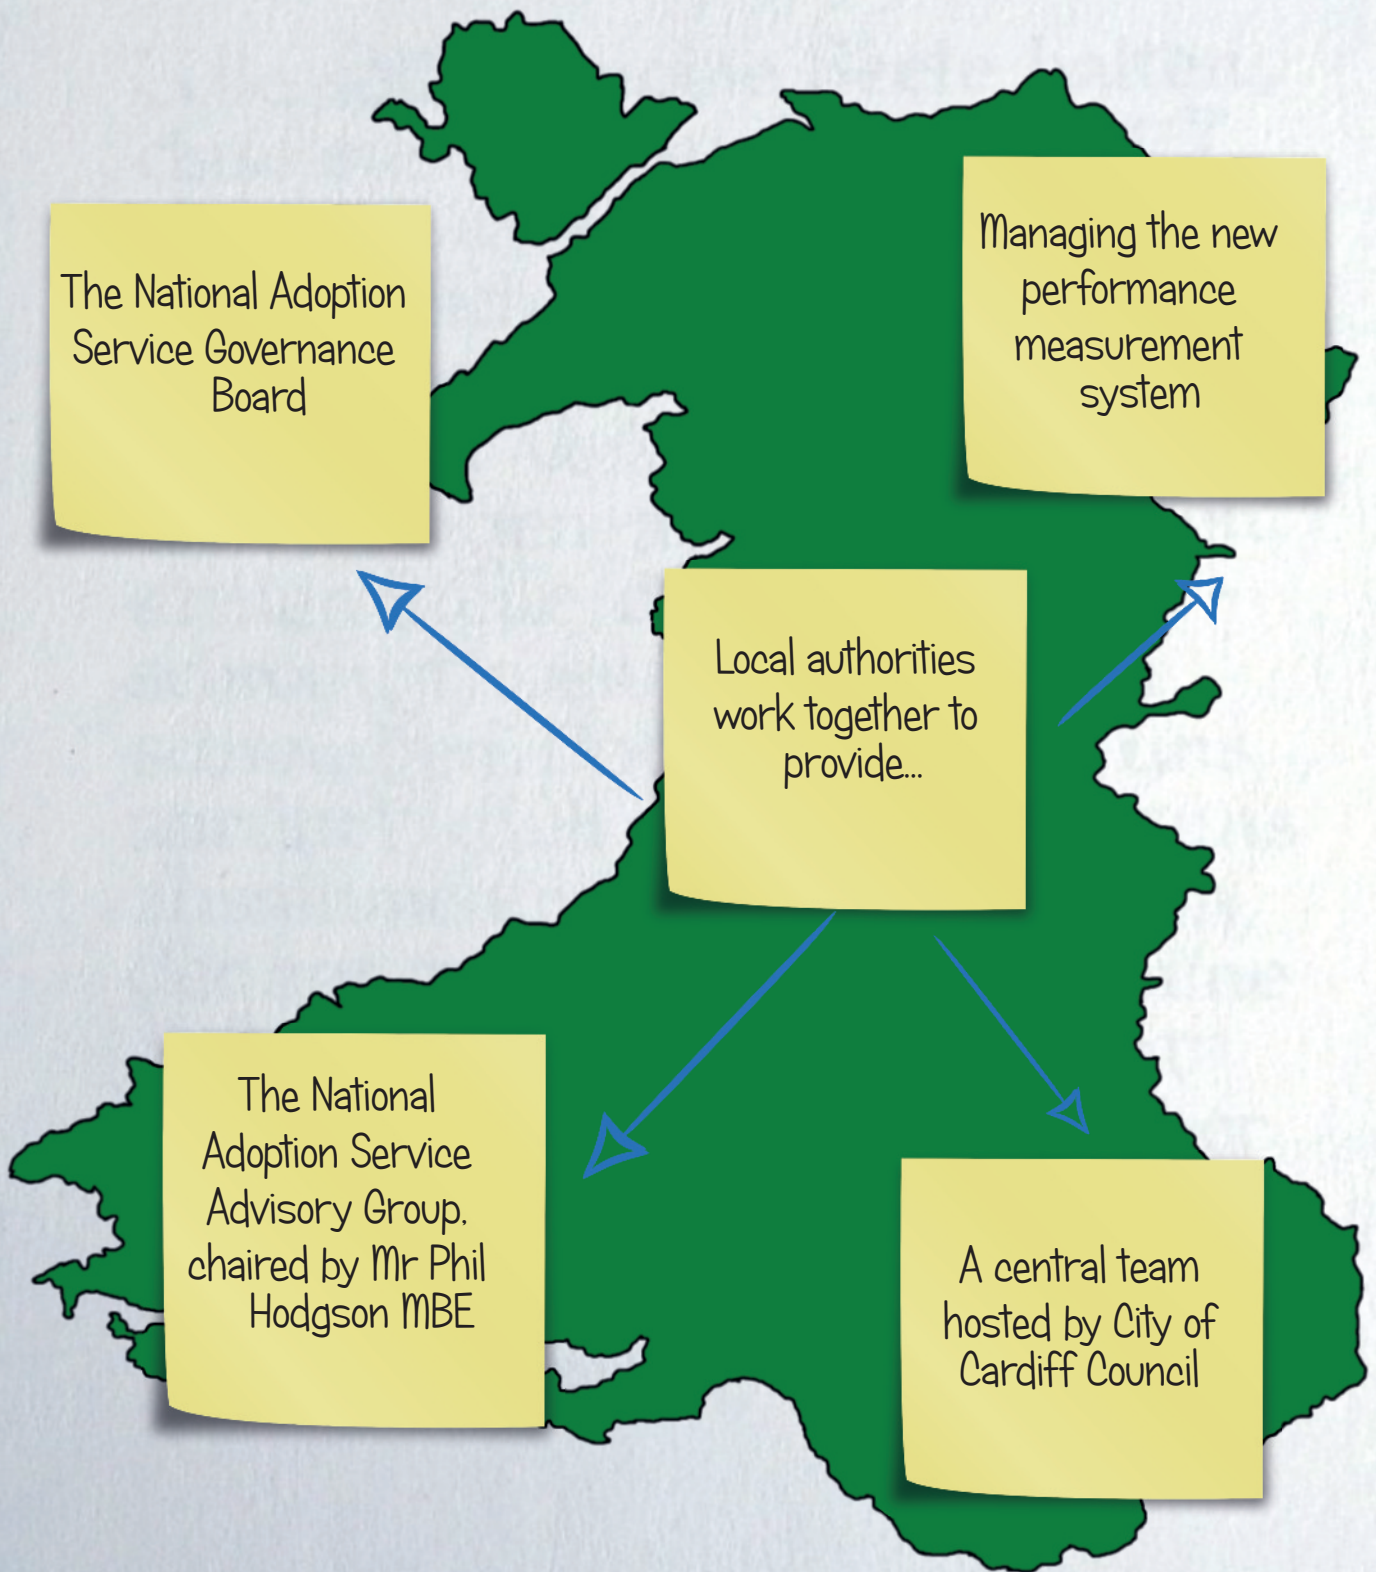 The National Adoption
Service Governance
Board
Managing the new
performance
measurement
system
Local authorities
work together to
provide...
The National
Adoption Service
Advisory Group,
chaired by Mr Phil
Hodgson MBE
A central team
hosted by City of
Cardiff Council